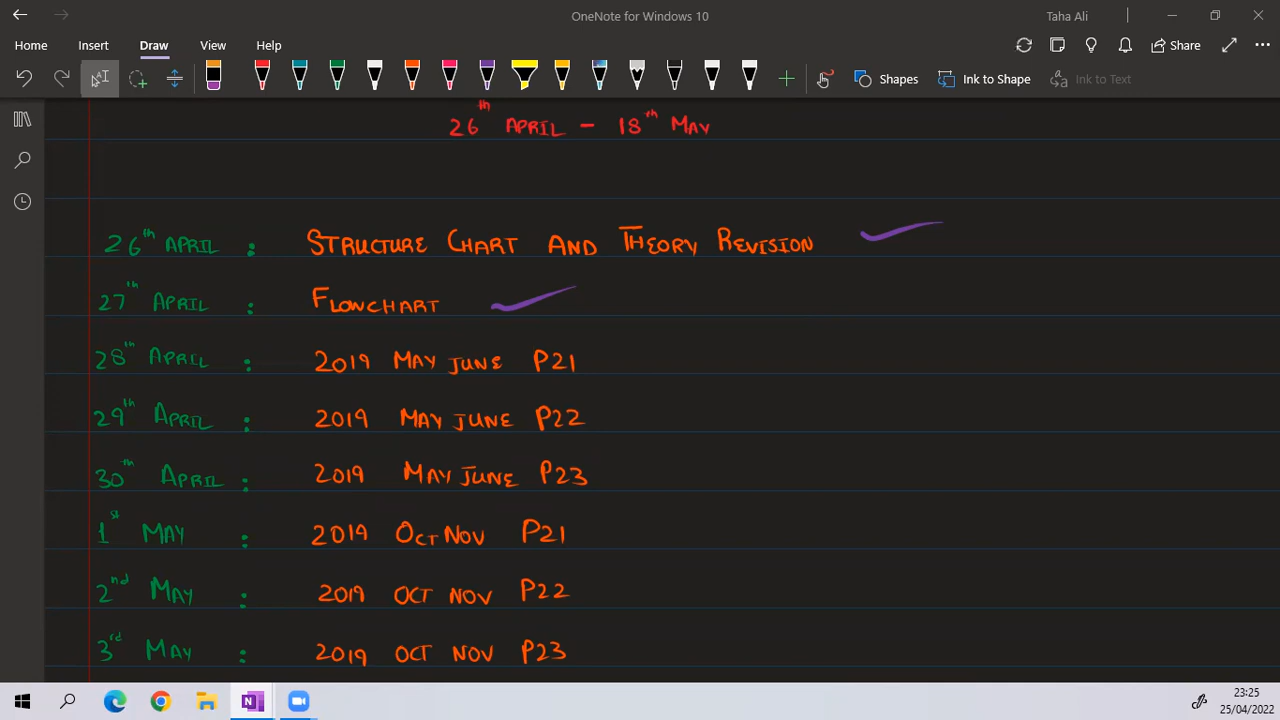 OneNote for Windows 10
Taha Ali
Home Insert Draw View Help
Share
Shapes Ink to Shape Ink to Text
26th APRIL - 18th MAY
26th APRIL : STRUCTURE CHART AND THEORY REVISION
27th APRIL : FLOWCHART
28th APRIL : 2019 MAY JUNE P21
29th APRIL : 2019 MAY JUNE P22
30th APRIL : 2019 MAY JUNE P23
1st MAY : 2019 OCT NOV P21
2nd MAY : 2019 OCT NOV P22
3rd MAY : 2019 OCT NOV P23
23:25
25/04/2022